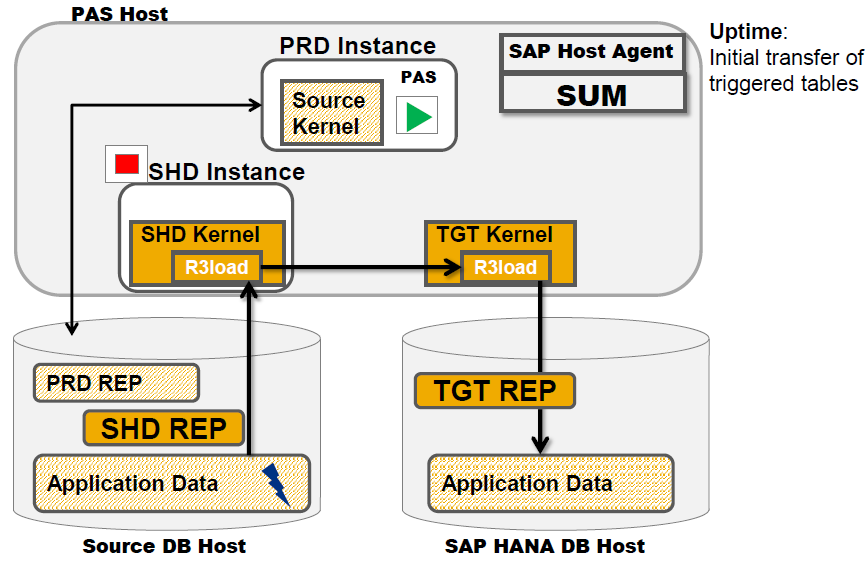 PAS Host
PRD Instance
PAS
Source
Kernel
SAP Host Agent
SUM
Uptime:
Initial transfer of
triggered tables
SHD Instance
SHD Kernel
R3load
TGT Kernel
R3load
PRD REP
SHD REP
Application Data
Source DB Host
TGT REP
Application Data
SAP HANA DB Host